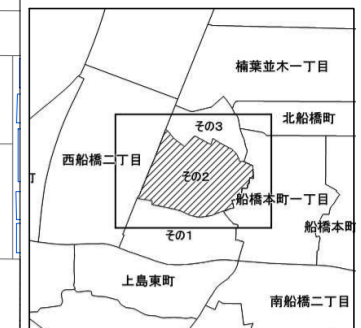 楠葉並木一丁目
北船橋町
その3
西船橋二丁目
その2
船橋本町一丁目
船橋本町
その1
上島東町
南船橋二丁目